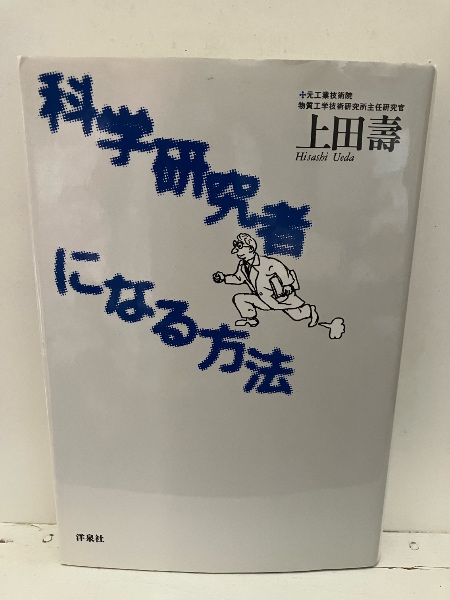 科学研究者
になる方法
元工業技術院
物質工学技術研究所主任研究官
上田壽
Hisashi Ueda
洋泉社